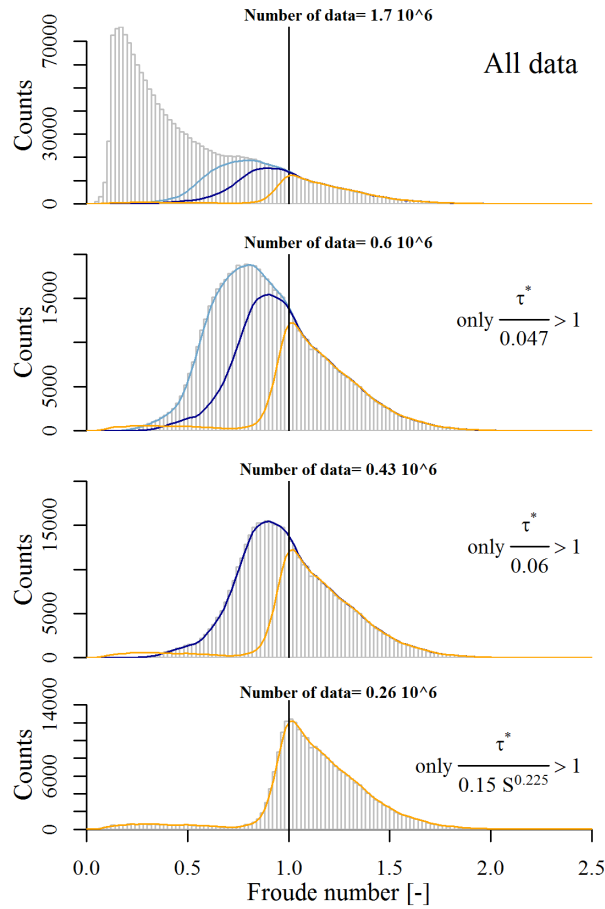 Number of data= 1.7 10^6
All data
Counts
0
30000
70000
Number of data= 0.6 10^6
only τ* / 0.047 > 1
Counts
0
5000
15000
Number of data= 0.43 10^6
only τ* / 0.06 > 1
Counts
0
5000
15000
Number of data= 0.26 10^6
only τ* / 0.15 S^0.225 > 1
Counts
0
8000
14000
0.0 0.5 1.0 1.5 2.0 2.5
Froude number [-]